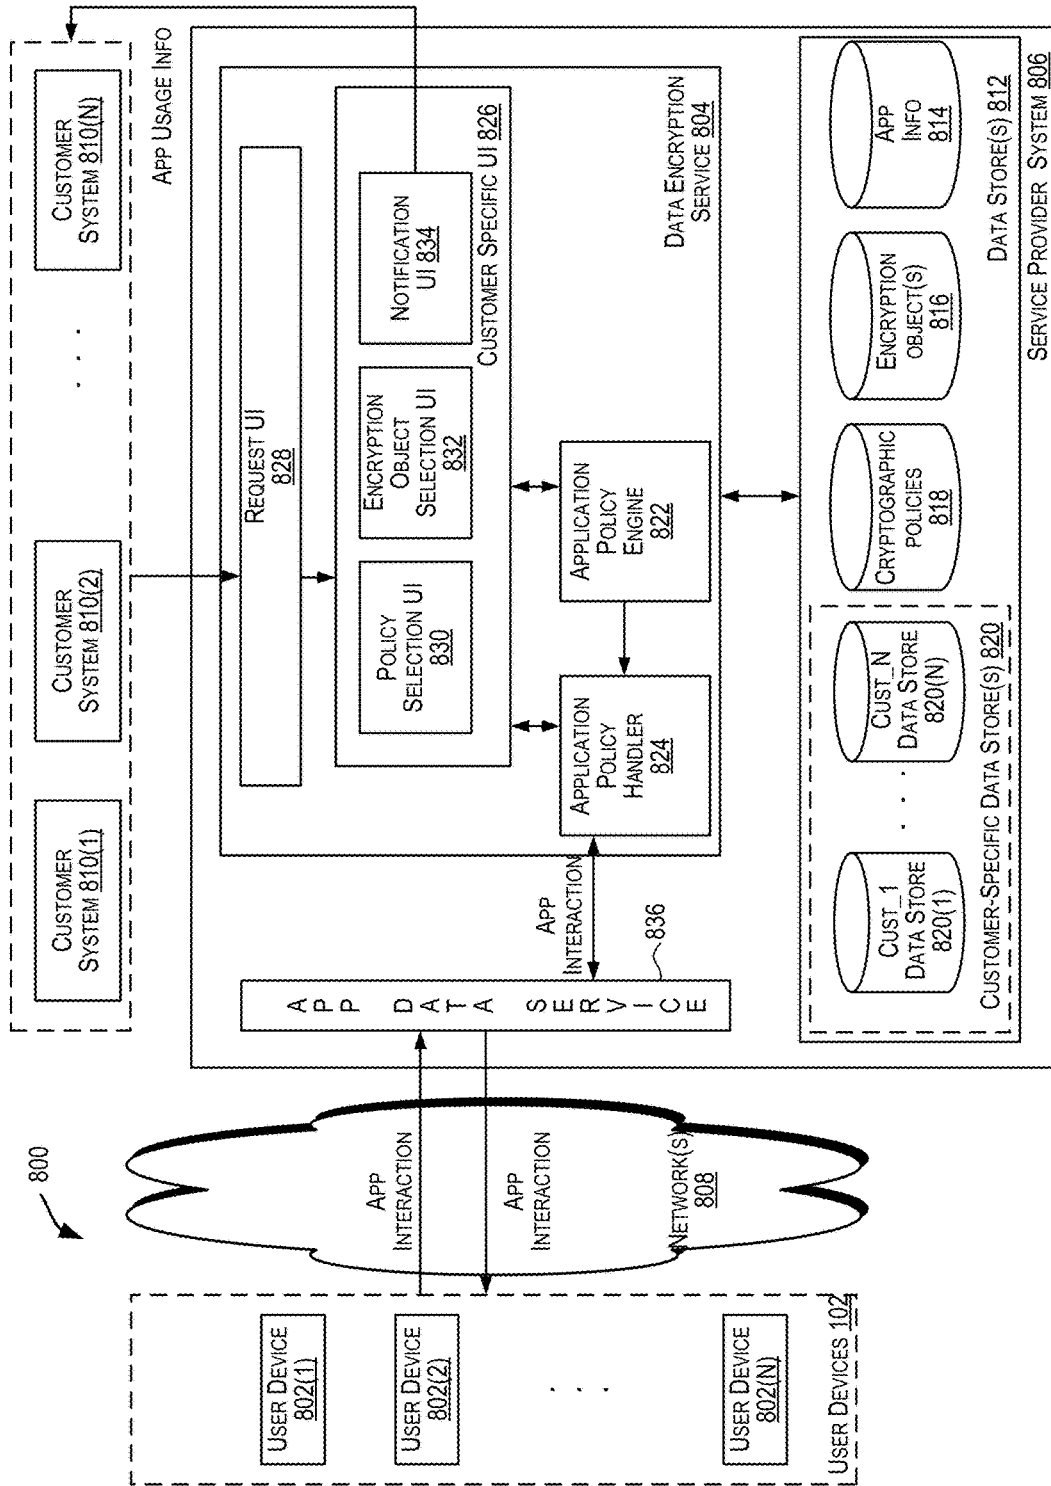 800
USER DEVICE
802(1)
USER DEVICE
802(2)
. . .
USER DEVICE
802(N)
USER DEVICES 102
APP
INTERACTION
APP
INTERACTION
NETWORK(S)
808
APP DATA SERVICE
836
APP
INTERACTION
CUSTOMER
SYSTEM 810(1)
CUSTOMER
SYSTEM 810(2)
. . .
CUSTOMER
SYSTEM 810(N)
APP USAGE INFO
REQUEST UI
828
POLICY
SELECTION UI
830
ENCRYPTION
OBJECT
SELECTION UI
832
NOTIFICATION
UI 834
CUSTOMER SPECIFIC UI 826
APPLICATION
POLICY
HANDLER
824
APPLICATION
POLICY
ENGINE
822
DATA ENCRYPTION
SERVICE 804
CUST_1
DATA STORE
820(1)
. . .
CUST_N
DATA STORE
820(N)
CUSTOMER-SPECIFIC DATA STORE(S) 820
CRYPTOGRAPHIC
POLICIES
818
ENCRYPTION
OBJECT(S)
816
APP
INFO
814
DATA STORE(S) 812
SERVICE PROVIDER SYSTEM 806